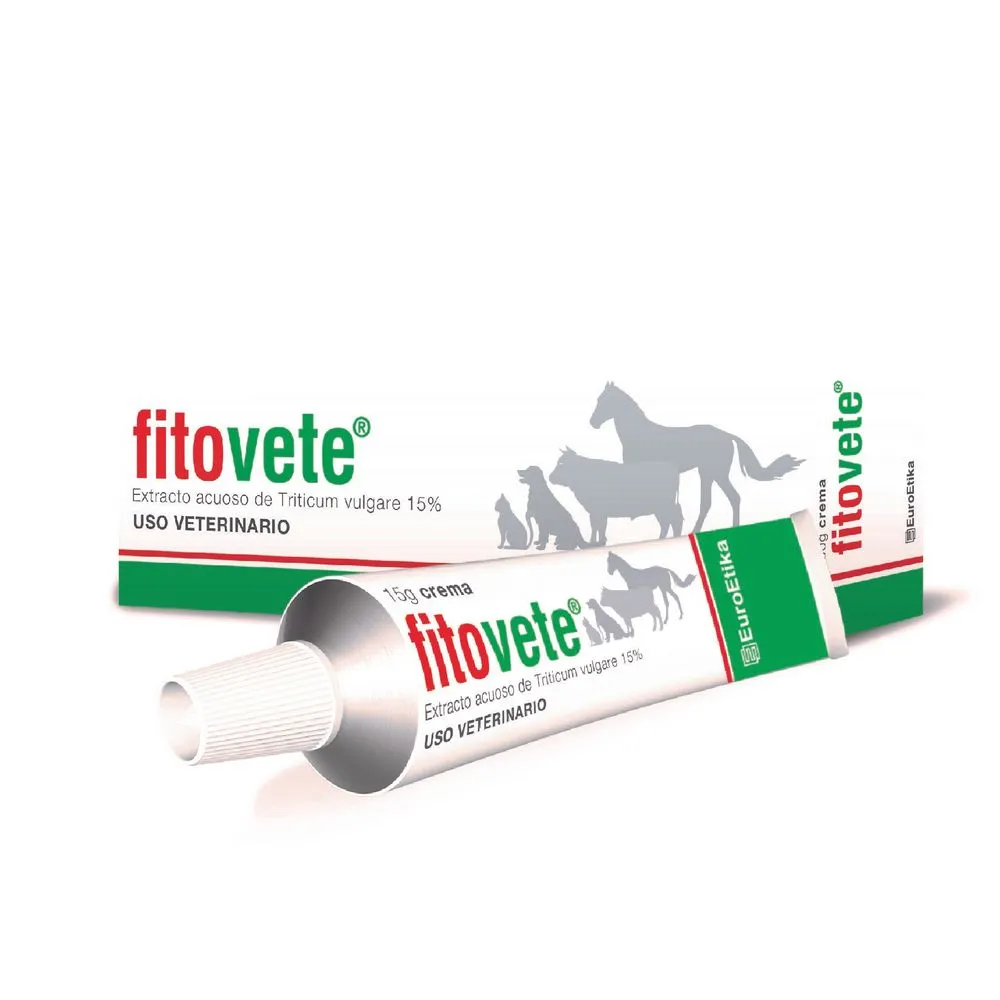 fitovete®
Extracto acuoso de Triticum vulgare 15%
USO VETERINARIO
fitovete®
crema
EuroEtika
15g crema
fitovete®
Extracto acuoso de Triticum vulgare 15%
USO VETERINARIO
EuroEtika